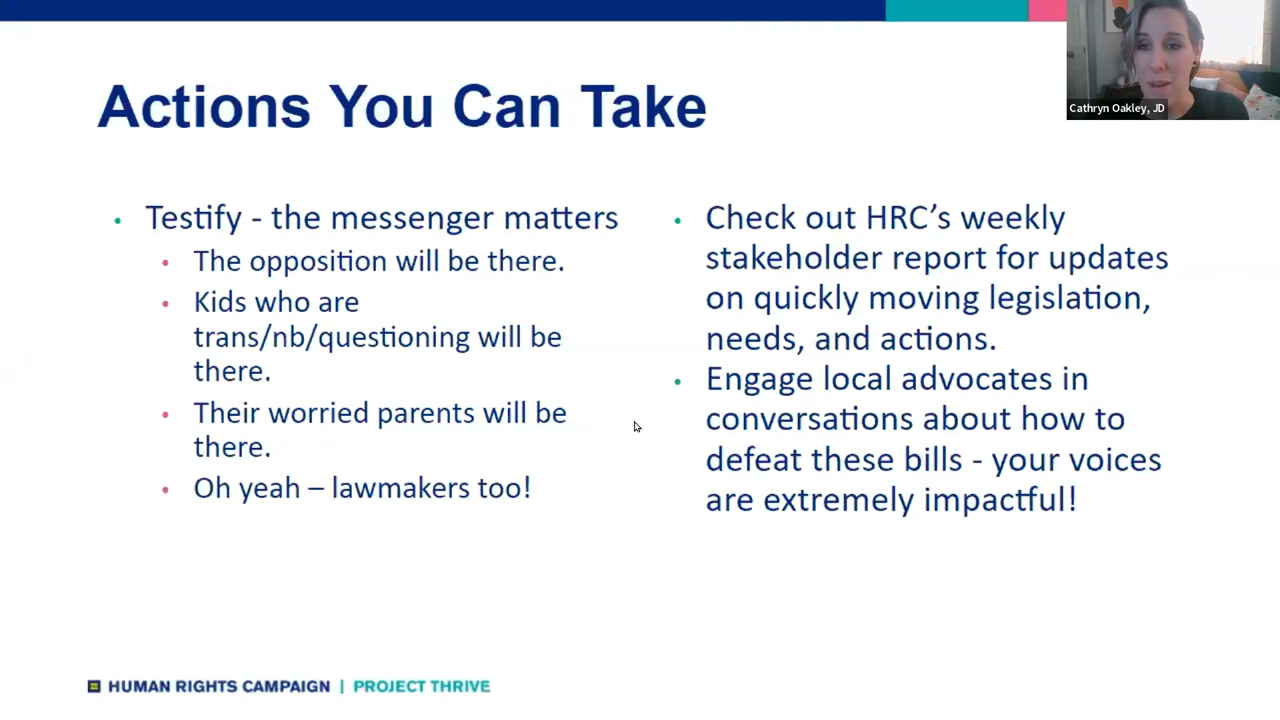 Actions You Can Take
Cathryn Oakley, JD
• Testify - the messenger matters
• The opposition will be there.
• Kids who are
trans/nb/questioning will be
there.
• Their worried parents will be
there.
• Oh yeah – lawmakers too!
• Check out HRC’s weekly
stakeholder report for updates
on quickly moving legislation,
needs, and actions.
• Engage local advocates in
conversations about how to
defeat these bills - your voices
are extremely impactful!
HUMAN RIGHTS CAMPAIGN | PROJECT THRIVE